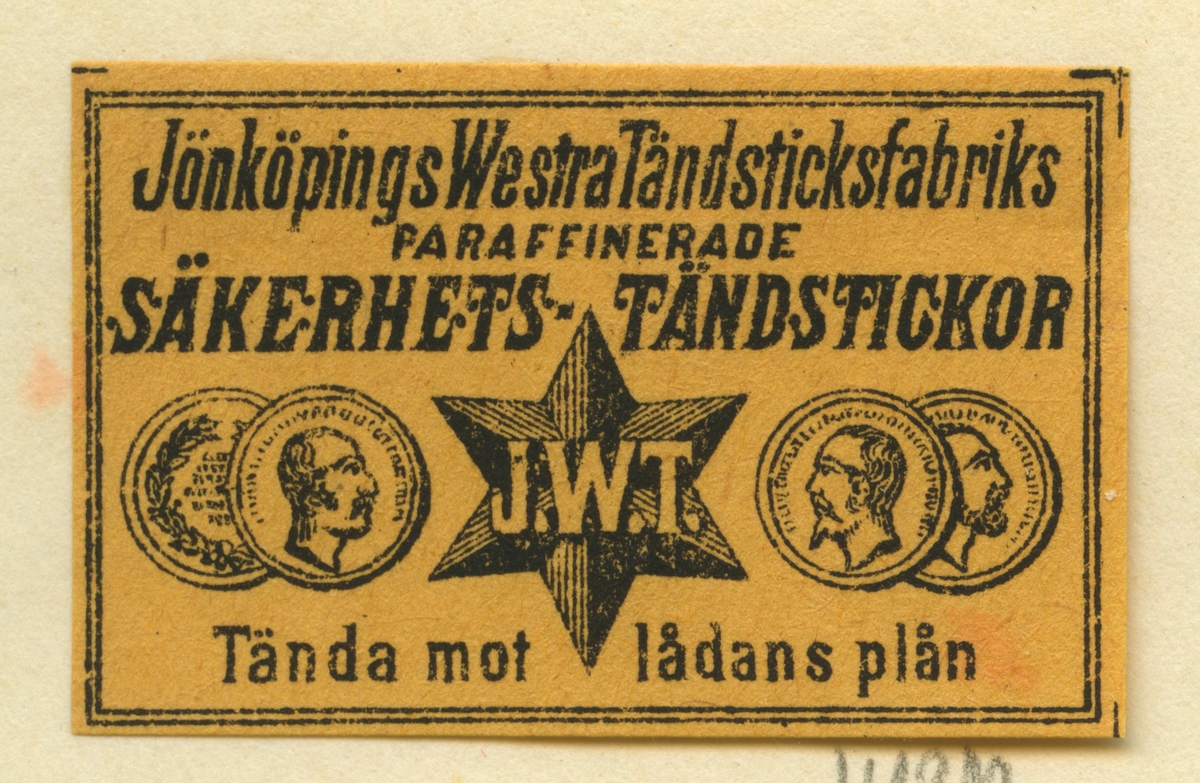 Jönköpings Westra Tändsticksfabriks
PARAFFINERADE
SÄKERHETS-TÄNDSTICKOR
J.W.T.
Tända mot lådans plån